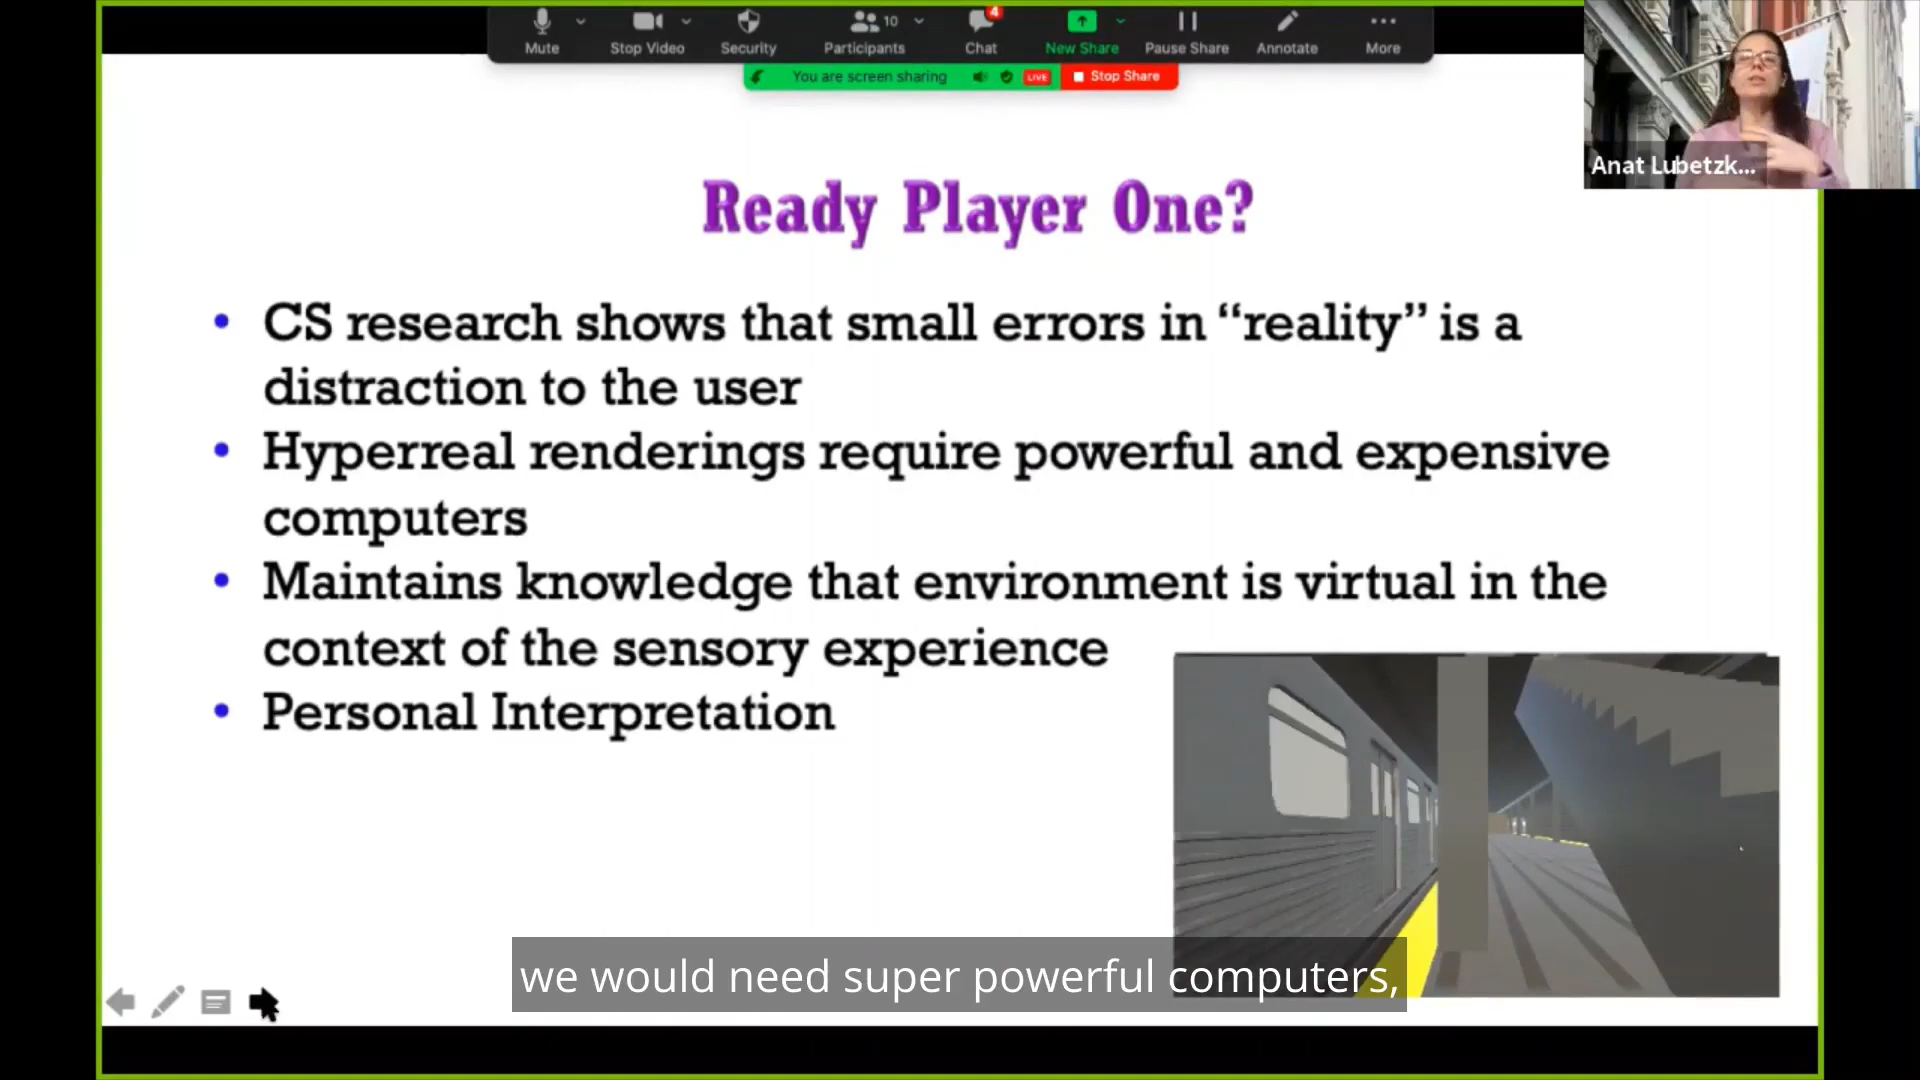 Mute
Stop Video
Security
10
Participants
4
Chat
New Share
Pause Share
Annotate
More
You are screen sharing
LIVE
Stop Share
Anat Lubetzk...
Ready Player One?
• CS research shows that small errors in “reality” is a
distraction to the user
• Hyperreal renderings require powerful and expensive
computers
• Maintains knowledge that environment is virtual in the
context of the sensory experience
• Personal Interpretation
we would need super powerful computers,